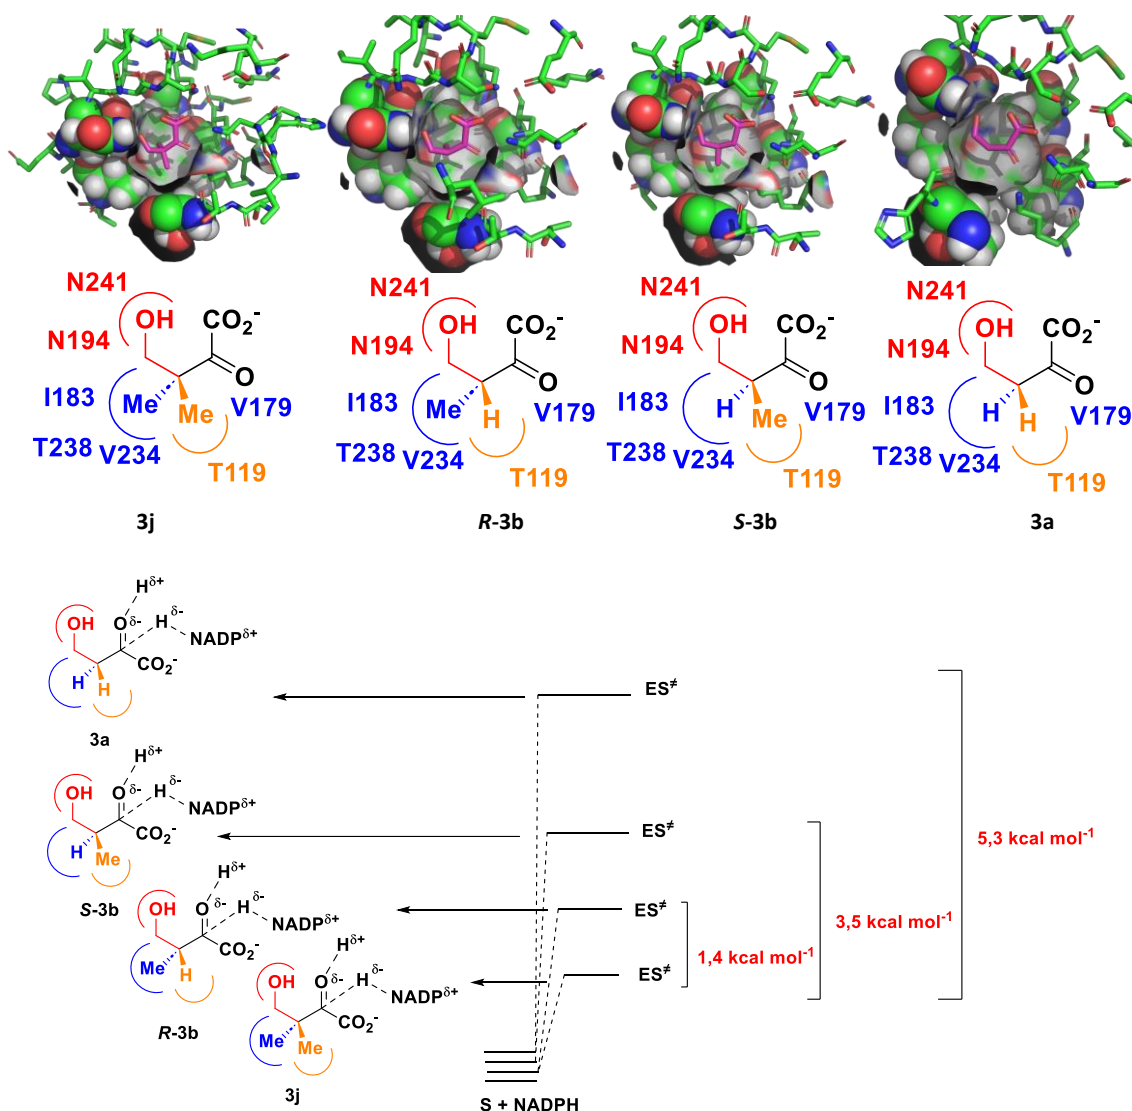 N241
OH
CO2-
N194
O
I183
Me
Me
V179
T238
V234
T119
3j
N241
OH
CO2-
N194
O
I183
Me
H
V179
T238
V234
T119
R-3b
N241
OH
CO2-
N194
O
I183
H
Me
V179
T238
V234
T119
S-3b
N241
OH
CO2-
N194
O
I183
H
H
V179
T238
V234
T119
3a
Hδ+
OH
O
δ-
H
δ-
NADPδ+
CO2-
H
H
3a
ES≠
Hδ+
OH
O
δ-
H
δ-
NADPδ+
CO2-
H
Me
S-3b
ES≠
5,3 kcal mol-1
Hδ+
OH
O
δ-
H
δ-
NADPδ+
CO2-
Me
H
R-3b
ES≠
3,5 kcal mol-1
1,4 kcal mol-1
Hδ+
OH
O
δ-
H
δ-
NADPδ+
CO2-
Me
Me
3j
ES≠
S + NADPH